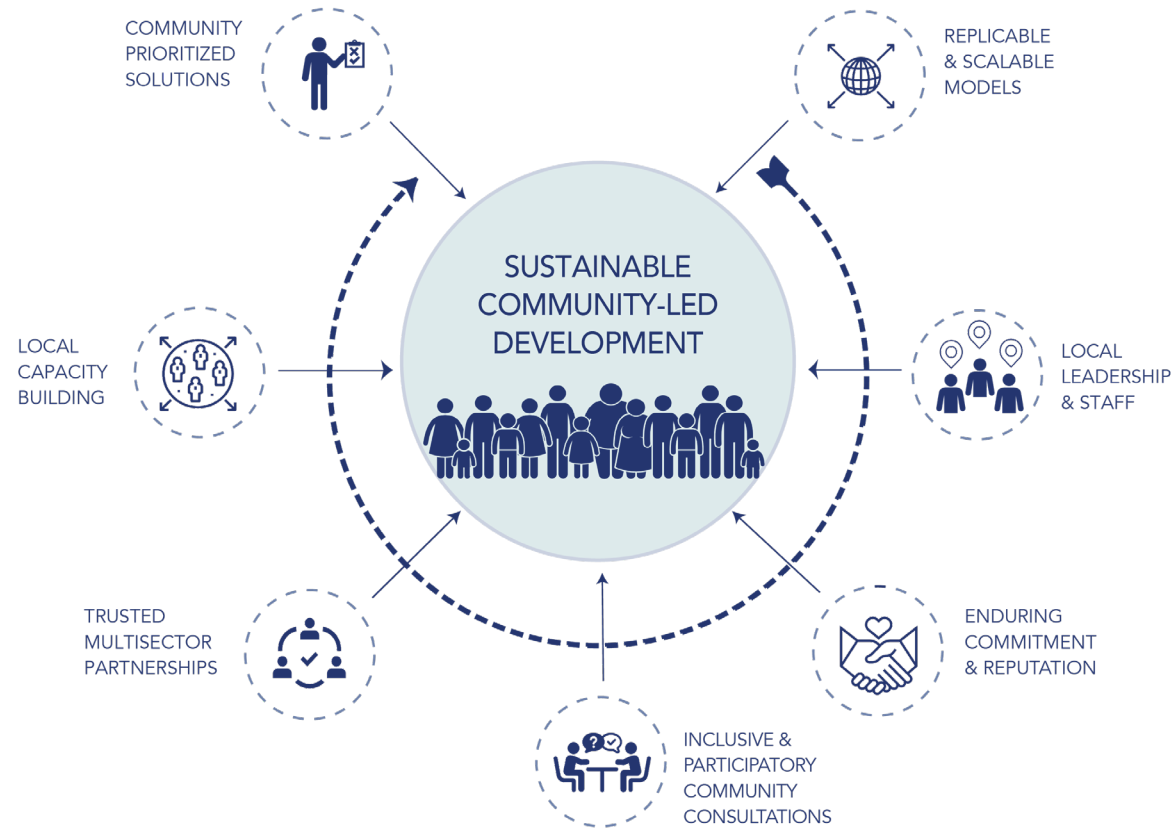 COMMUNITY
PRIORITIZED
SOLUTIONS
REPLICABLE
& SCALABLE
MODELS
SUSTAINABLE
COMMUNITY-LED
DEVELOPMENT
LOCAL
CAPACITY
BUILDING
LOCAL
LEADERSHIP
& STAFF
TRUSTED
MULTISECTOR
PARTNERSHIPS
ENDURING
COMMITMENT
& REPUTATION
?
INCLUSIVE &
PARTICIPATORY
COMMUNITY
CONSULTATIONS